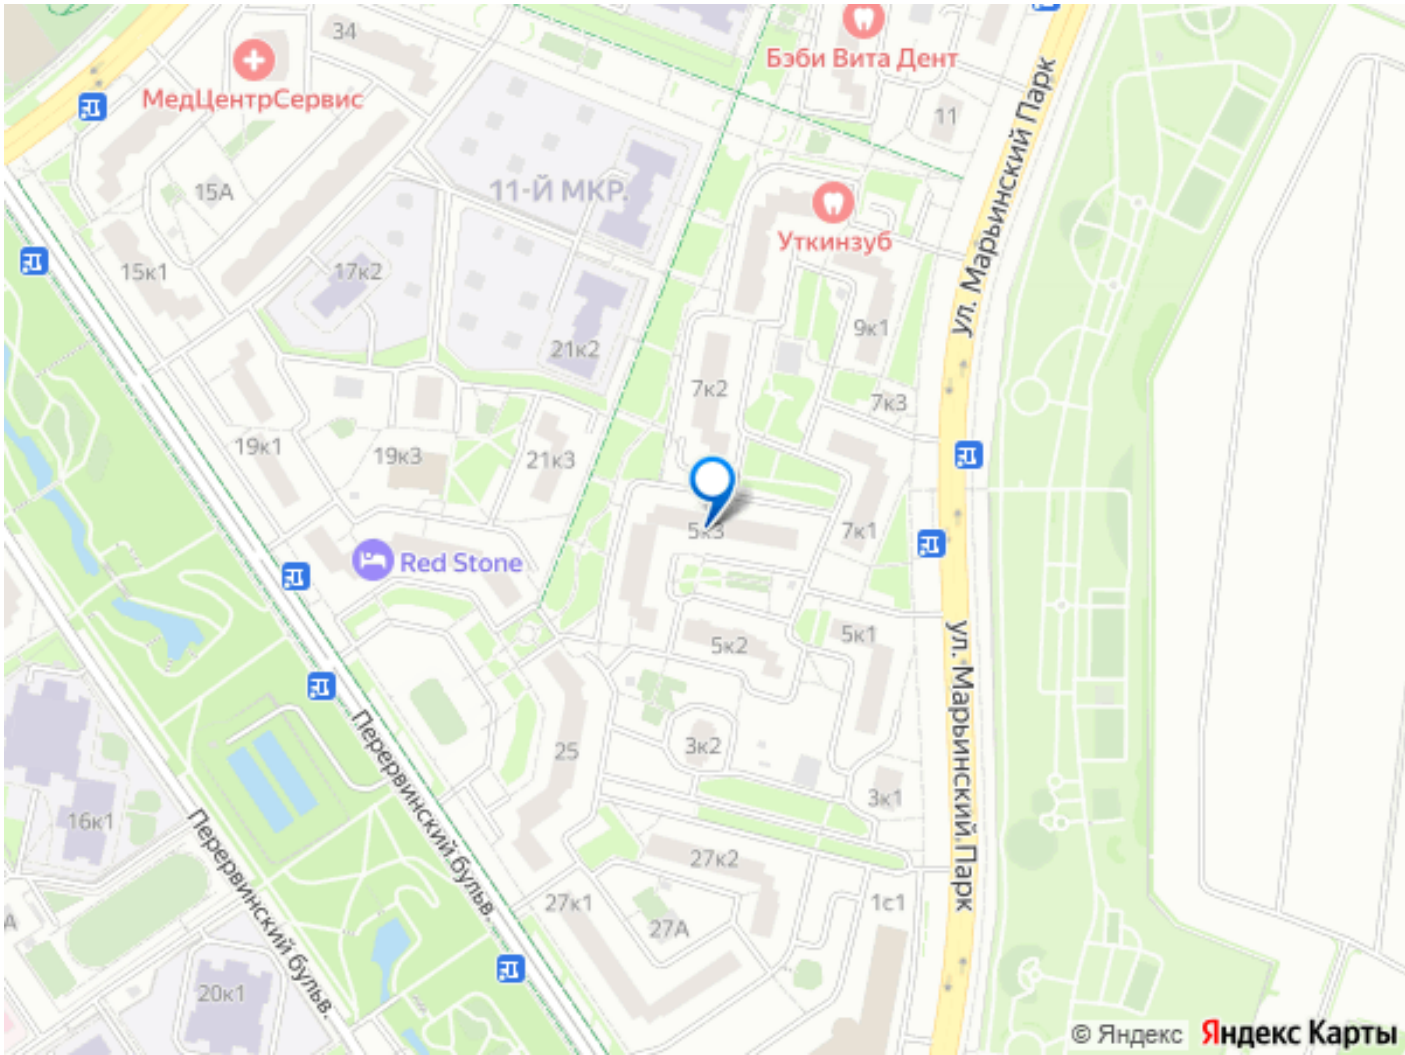 34
Бэби Вита Дент
МедЦентрСервис
11
ул. Марьинский Парк
15А
11-Й МКР.
Уткинзуб
15к1
17к2
9к1
21к2
7к2
7к3
19к1
19к3
21к3
5к3
7к1
Red Stone
5к2
5к1
ул. Марьинский Парк
Перервинский бульв.
25
3к2
3к1
16к1
Перервинский бульв.
27к2
27к1
1с1
А
27А
20к1
© Яндекс Яндекс Карты